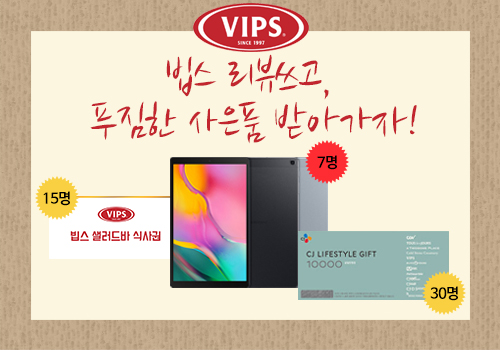 VIPS
SINCE 1997
빕스 리뷰쓰고,
푸짐한 사은품 받아가자!
7명
15명
VIPS
빕스 샐러드바 식사권
CJ LIFESTYLE GIFT
10000
30명